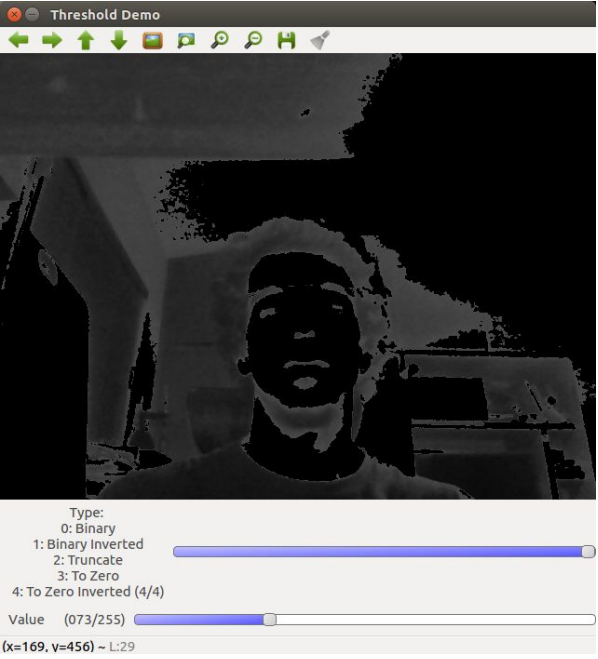 Threshold Demo
Type:
0: Binary
1: Binary Inverted
2: Truncate
3: To Zero
4: To Zero Inverted (4/4)
Value (073/255)
(x=169, y=456) ~ L:29